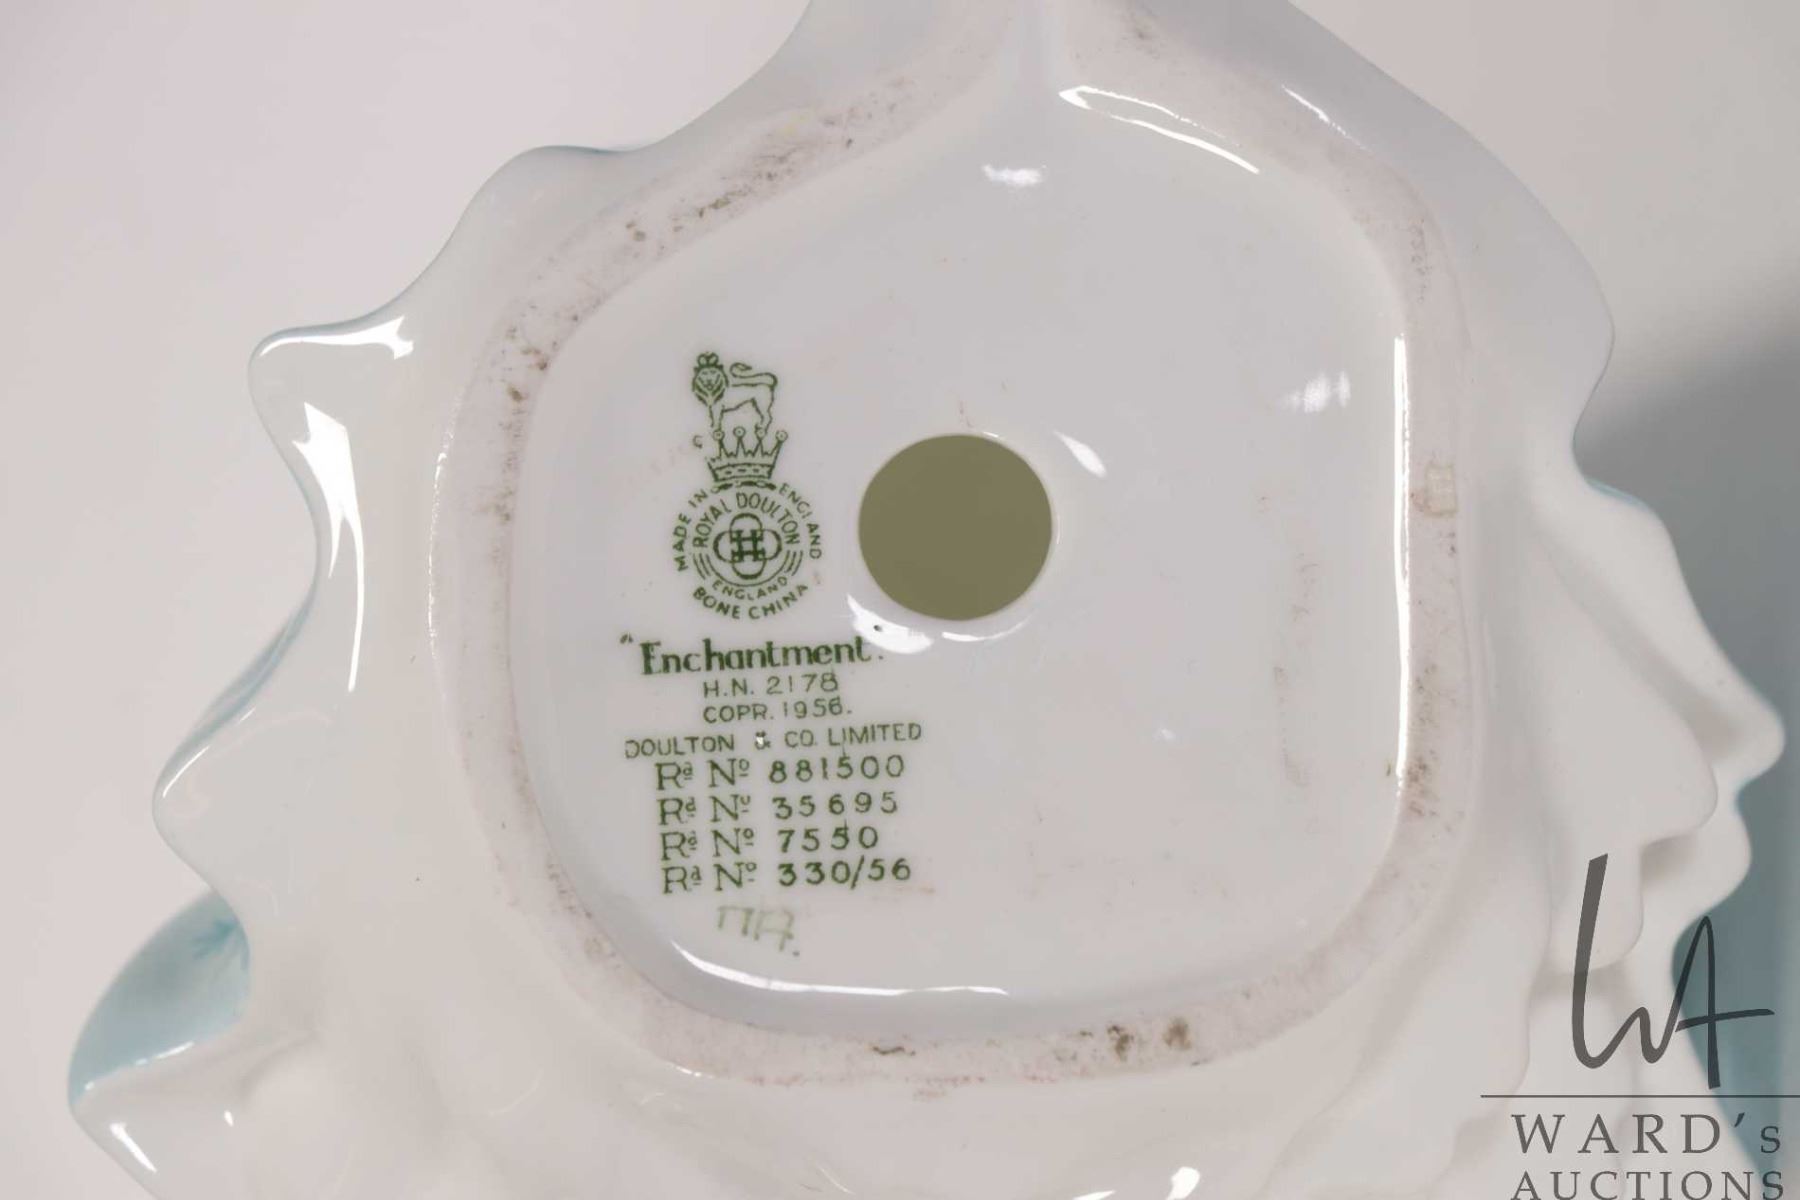 MADE IN ENGLAND
ROYAL DOULTON
ENGLAND
BONE CHINA
"Enchantment".
H.N. 2178
COPR. 1956.
DOULTON & CO. LIMITED
Rd No 881500
Rd No 35695
Rd No 7550
Rd No 330/56
WA
WARD's
AUCTIONS